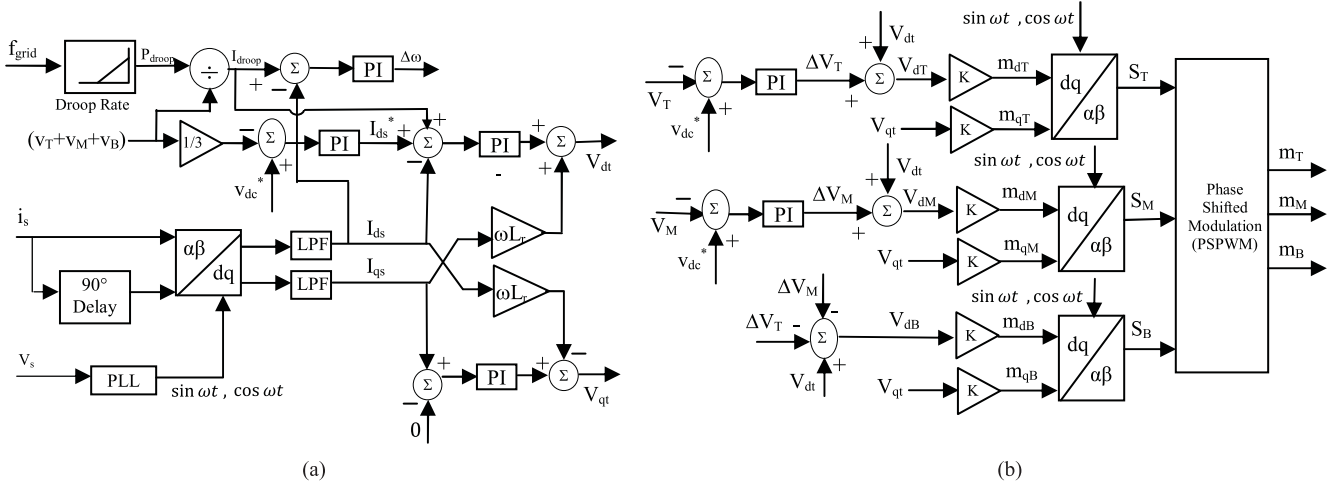 f_grid
Droop Rate
P_droop
÷
I_droop
+
−
Σ
PI
Δω
(v_T+v_M+v_B)
1/3
−
Σ
+
v_dc*
PI
I_ds*
+
+
Σ
−
PI
-
+
+
Σ
V_dt
i_s
90°
Delay
αβ
dq
LPF
LPF
I_ds
I_qs
ωL_r
ωL_r
V_s
PLL
sin ωt , cos ωt
+
Σ
−
0
PI
+
−
Σ
V_qt
(a)
sin ωt , cos ωt
V_dt
−
V_T
Σ
+
v_dc*
PI
ΔV_T
+
+
Σ
V_dT
K
m_dT
V_qt
K
m_qT
dq
αβ
S_T
sin ωt , cos ωt
V_dt
−
V_M
Σ
+
v_dc*
PI
ΔV_M
+
+
Σ
V_dM
K
m_dM
V_qt
K
m_qM
dq
αβ
S_M
sin ωt , cos ωt
ΔV_M
-
ΔV_T
-
Σ
+
V_dt
V_dB
K
m_dB
V_qt
K
m_qB
dq
αβ
S_B
Phase
Shifted
Modulation
(PSPWM)
m_T
m_M
m_B
(b)